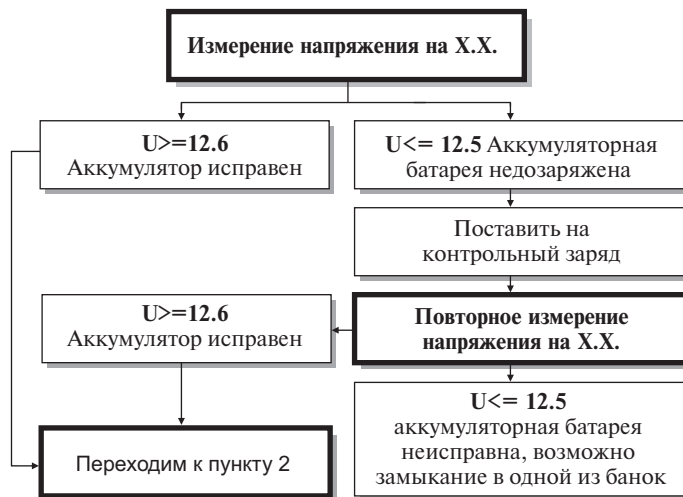 Измерение напряжения на Х.Х.
U>=12.6
Аккумулятор исправен
U<= 12.5 Аккумуляторная
батарея недозаряжена
Поставить на
контрольный заряд
U>=12.6
Аккумулятор исправен
Повторное измерение
напряжения на Х.Х.
Переходим к пункту 2
U<= 12.5
аккумуляторная батарея
неисправна, возможно
замыкание в одной из банок